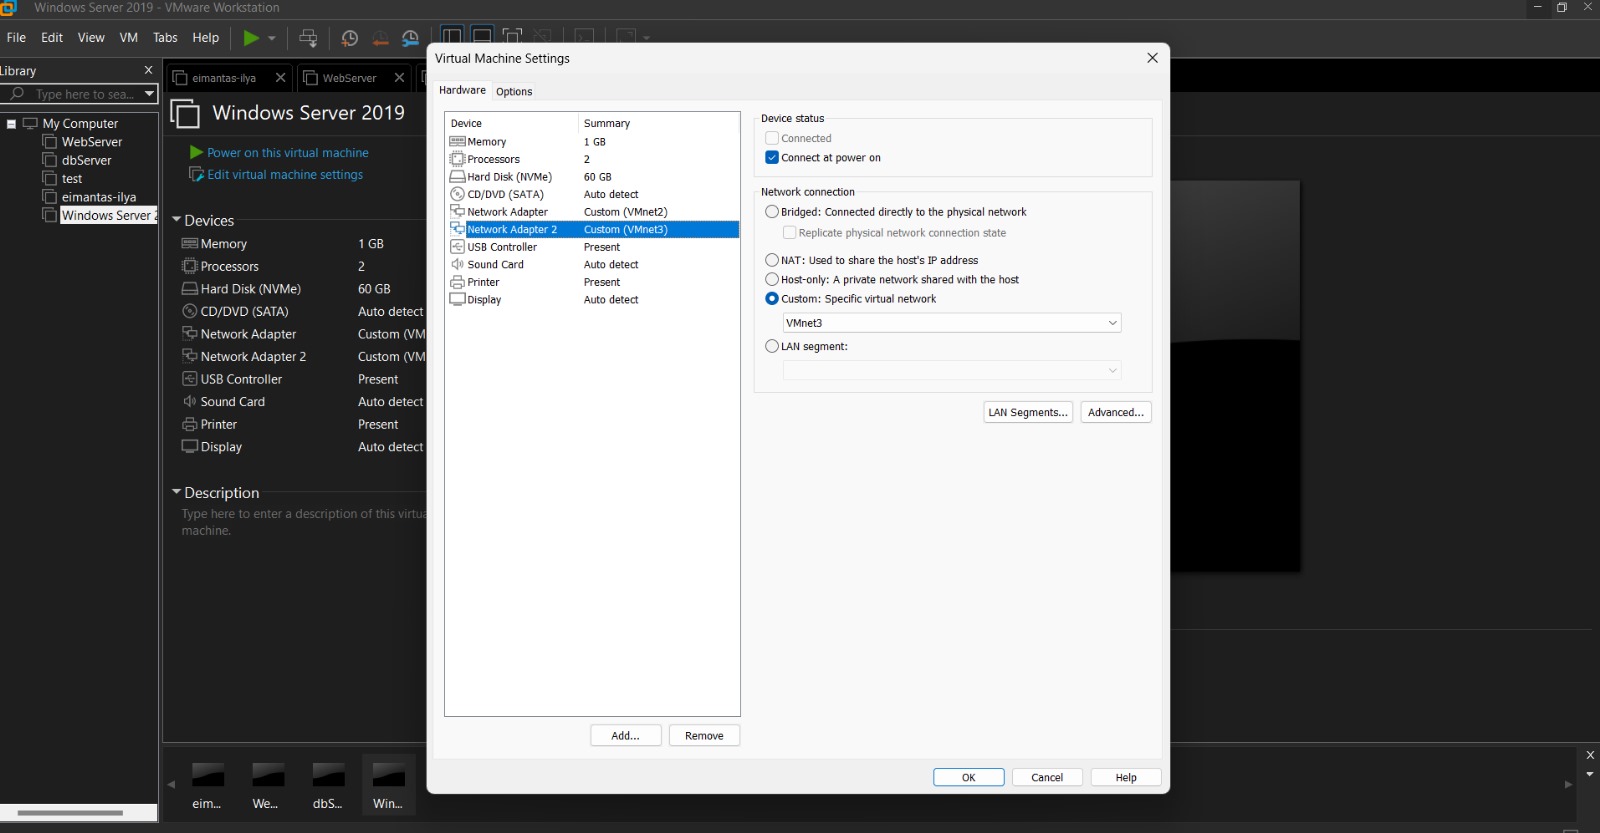 Windows Server 2019 - VMware Workstation
File Edit View VM Tabs Help
Library
Type here to sea...
My Computer
WebServer
dbServer
test
eimantas-ilya
Windows Server 2
eimantas-ilya
WebServer
Windows Server 2019
Power on this virtual machine
Edit virtual machine settings
Devices
Memory 1 GB
Processors 2
Hard Disk (NVMe) 60 GB
CD/DVD (SATA) Auto detect
Network Adapter Custom (VM
Network Adapter 2 Custom (VM
USB Controller Present
Sound Card Auto detect
Printer Present
Display Auto detect
Description
Type here to enter a description of this virtua
machine.
eim...
We...
dbS...
Win...
Virtual Machine Settings
Hardware Options
Device Summary
Memory 1 GB
Processors 2
Hard Disk (NVMe) 60 GB
CD/DVD (SATA) Auto detect
Network Adapter Custom (VMnet2)
Network Adapter 2 Custom (VMnet3)
USB Controller Present
Sound Card Auto detect
Printer Present
Display Auto detect
Add... Remove
Device status
Connected
Connect at power on
Network connection
Bridged: Connected directly to the physical network
Replicate physical network connection state
NAT: Used to share the host's IP address
Host-only: A private network shared with the host
Custom: Specific virtual network
VMnet3
LAN segment:
LAN Segments... Advanced...
OK Cancel Help